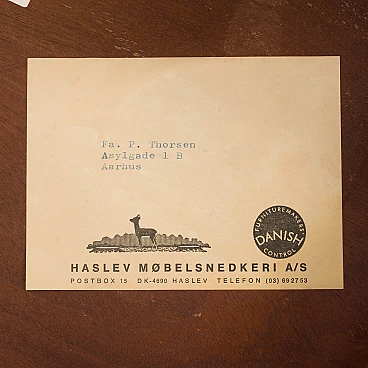 Fa. P. Thorsen
Asylgade 1 B
Aarhus
FURNITUREMAKERS
DANISH
CONTROL
HASLEV MØBELSNEDKERI A/S
POSTBOX 15 DK-4690 HASLEV TELEFON (03) 692753